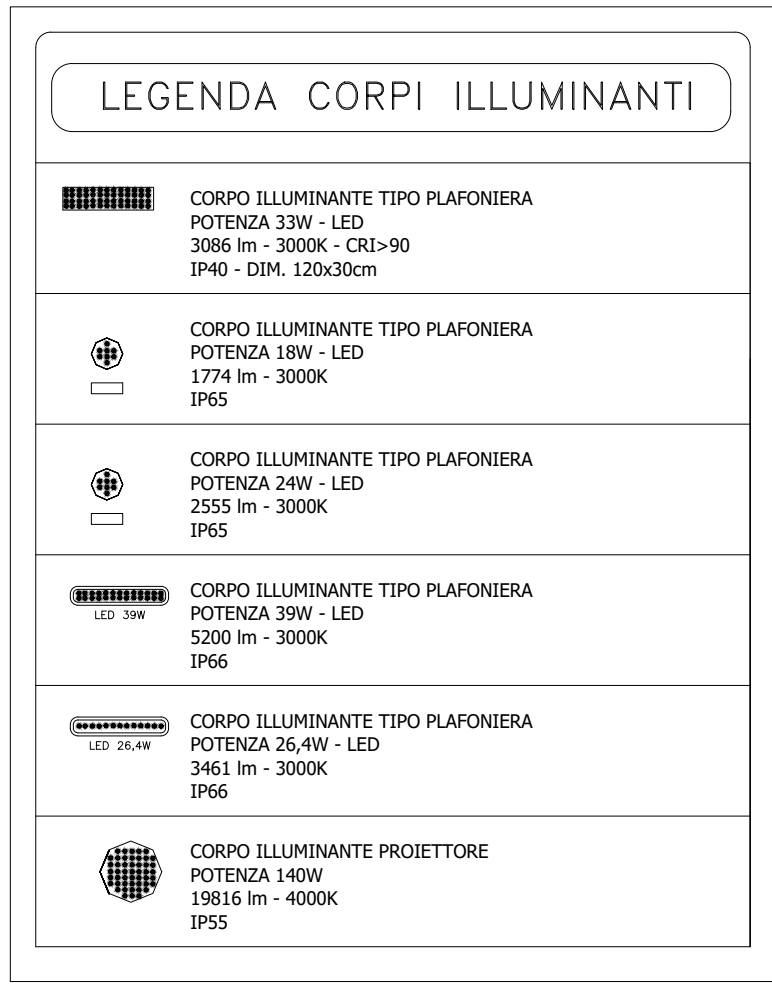 LEGENDA CORPI ILLUMINANTI
CORPO ILLUMINANTE TIPO PLAFONIERA
POTENZA 33W - LED
3086 lm - 3000K - CRI>90
IP40 - DIM. 120x30cm
CORPO ILLUMINANTE TIPO PLAFONIERA
POTENZA 18W - LED
1774 lm - 3000K
IP65
CORPO ILLUMINANTE TIPO PLAFONIERA
POTENZA 24W - LED
2555 lm - 3000K
IP65
LED 39W
CORPO ILLUMINANTE TIPO PLAFONIERA
POTENZA 39W - LED
5200 lm - 3000K
IP66
LED 26,4W
CORPO ILLUMINANTE TIPO PLAFONIERA
POTENZA 26,4W - LED
3461 lm - 3000K
IP66
CORPO ILLUMINANTE PROIETTORE
POTENZA 140W
19816 lm - 4000K
IP55